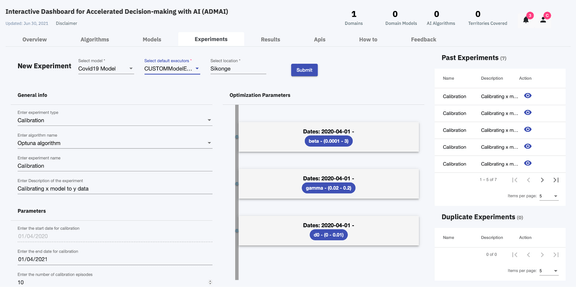 Interactive Dashboard for Accelerated Decision-making with AI (ADMAI)
Updated: Jun 30, 2021 Disclaimer
1 Domains
0 Domain Models
0 AI Algorithms
0 Territories Covered
Overview Algorithms Models Experiments Results Apis How to Feedback
New Experiment
Select model *
Covid19 Model
Select default executors *
CUSTOMModelE...
Select location *
Sikonge
Submit
General info
Enter experiment type
Calibration
Enter algorithm name
Optuna algorithm
Enter experiment name
Calibration
Enter Description of the experiment
Calibrating x model to y data
Parameters
Enter the start date for calibration
01/04/2020
Enter the end date for calibration
01/04/2021
Enter the number of calibration episodes
10
Optimization Parameters
Dates: 2020-04-01 -
beta - (0.0001 - 3)
Dates: 2020-04-01 -
gamma - (0.02 - 0.2)
Dates: 2020-04-01 -
d0 - (0 - 0.01)
Past Experiments (7)
Name Description Action
Calibration Calibrating x m...
Calibration Calibrating x m...
Calibration Calibrating x m...
Calibration Calibrating x m...
Calibration Calibrating x m...
1 – 5 of 7
Items per page: 5
Duplicate Experiments (0)
Name Description Action
0 of 0
Items per page: 5